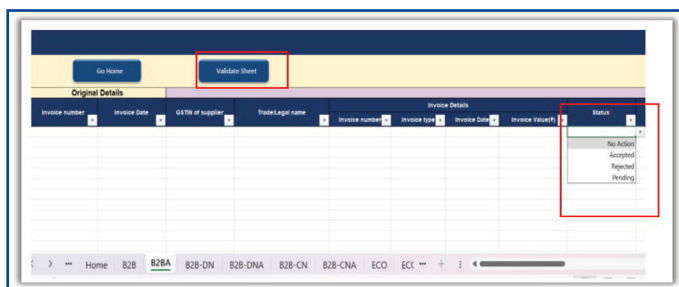 Go Home Validate Sheet
Original Details
Invoice Details
Invoice number Invoice Date GSTIN of supplier Trade/Legal name Invoice number Invoice type Invoice Date Invoice Value(₹) Status
No Action
Accepted
Rejected
Pending
Home B2B B2BA B2B-DN B2B-DNA B2B-CN B2B-CNA ECO ECC